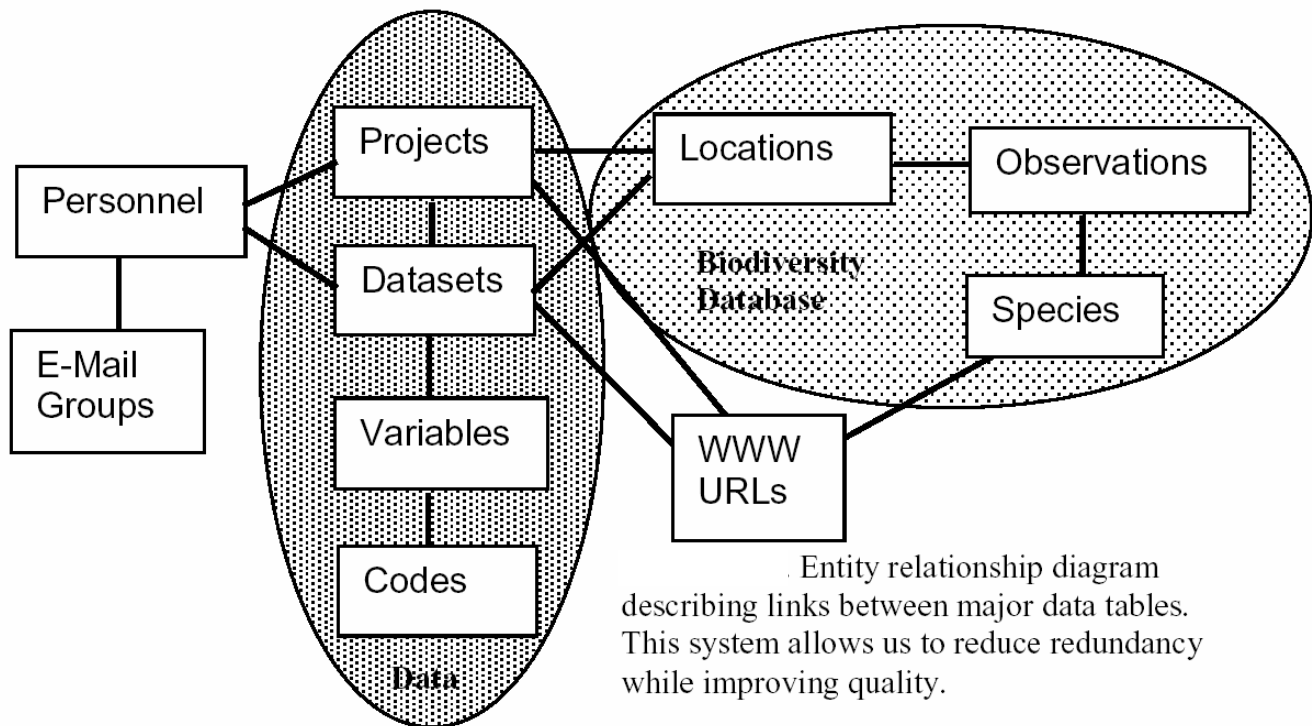 Projects
Locations
Observations
Personnel
Datasets
Biodiversity
Database
Species
E-Mail
Groups
Variables
WWW
URLs
Codes
Data
. Entity relationship diagram
describing links between major data tables.
This system allows us to reduce redundancy
while improving quality.